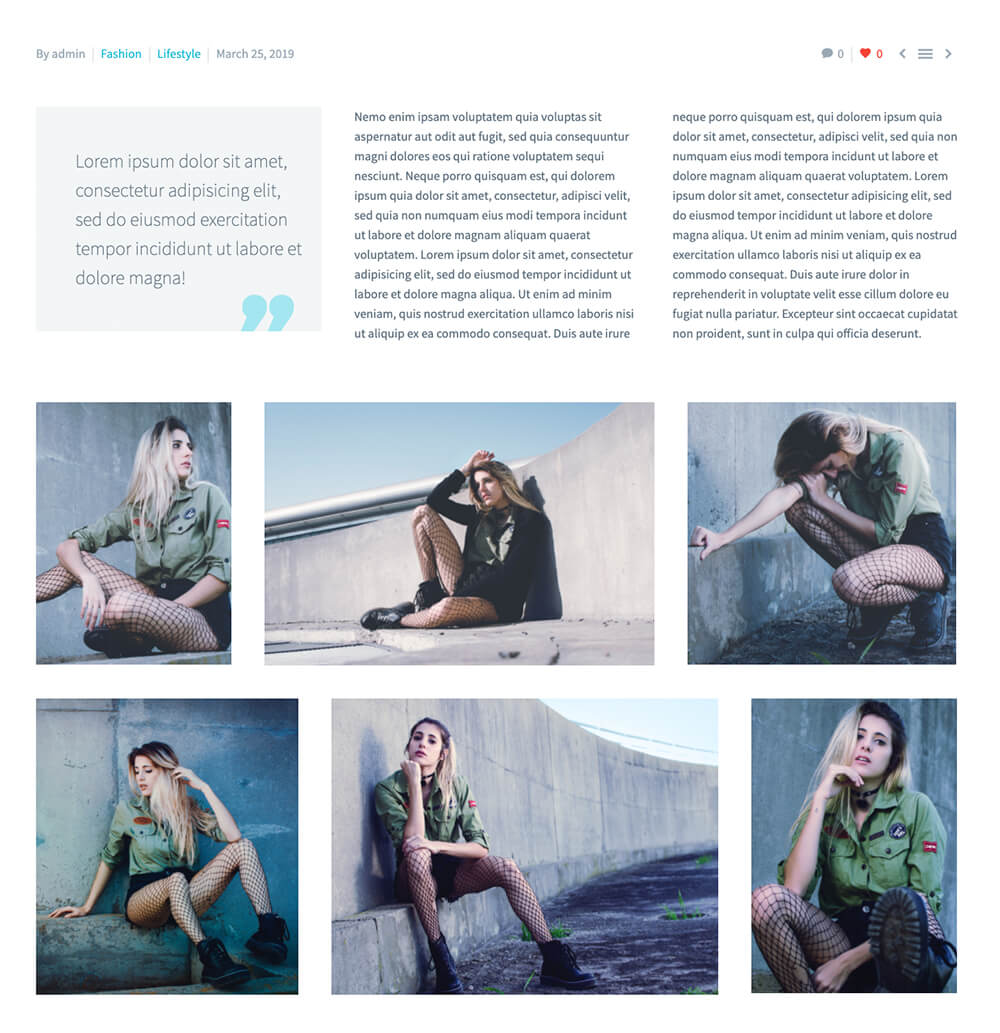 By admin Fashion Lifestyle March 25, 2019
0 0
Lorem ipsum dolor sit amet,
consectetur adipisicing elit,
sed do eiusmod exercitation
tempor incididunt ut labore et
dolore magna!
”
Nemo enim ipsam voluptatem quia voluptas sit
aspernatur aut odit aut fugit, sed quia consequuntur
magni dolores eos qui ratione voluptatem sequi
nesciunt. Neque porro quisquam est, qui dolorem
ipsum quia dolor sit amet, consectetur, adipisci velit,
sed quia non numquam eius modi tempora incidunt
ut labore et dolore magnam aliquam quaerat
voluptatem. Lorem ipsum dolor sit amet, consectetur
adipisicing elit, sed do eiusmod tempor incididunt ut
labore et dolore magna aliqua. Ut enim ad minim
veniam, quis nostrud exercitation ullamco laboris nisi
ut aliquip ex ea commodo consequat. Duis aute irure
neque porro quisquam est, qui dolorem ipsum quia
dolor sit amet, consectetur, adipisci velit, sed quia non
numquam eius modi tempora incidunt ut labore et
dolore magnam aliquam quaerat voluptatem. Lorem
ipsum dolor sit amet, consectetur adipisicing elit, sed
do eiusmod tempor incididunt ut labore et dolore
magna aliqua. Ut enim ad minim veniam, quis nostrud
exercitation ullamco laboris nisi ut aliquip ex ea
commodo consequat. Duis aute irure dolor in
reprehenderit in voluptate velit esse cillum dolore eu
fugiat nulla pariatur. Excepteur sint occaecat cupidatat
non proident, sunt in culpa qui officia deserunt.